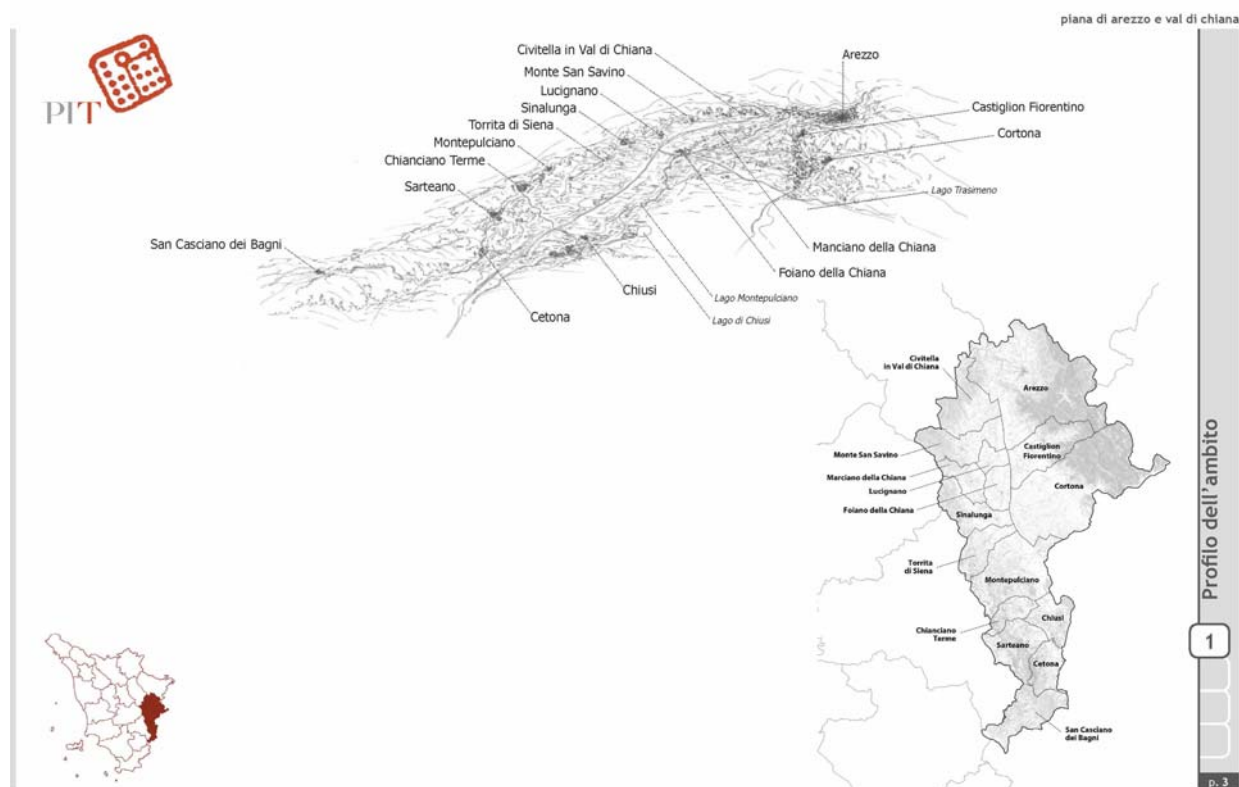 piana di arezzo e val di chiana
PIT
Civitella in Val di Chiana
Monte San Savino
Lucignano
Sinalunga
Torrita di Siena
Montepulciano
Chianciano Terme
Sarteano
San Casciano dei Bagni
Arezzo
Castiglion Fiorentino
Cortona
Lago Trasimeno
Manciano della Chiana
Foiano della Chiana
Lago Montepulciano
Lago di Chiusi
Chiusi
Cetona
Civitella
in Val di Chiana
Arezzo
Monte San Savino
Castiglion
Fiorentino
Marciano della Chiana
Cortona
Lucignano
Foiano della Chiana
Sinalunga
Torrita
di Siena
Montepulciano
Chiusi
Chianciano
Terme
Sarteano
Cetona
San Casciano
dei Bagni
Profilo dell'ambito
1
p. 3